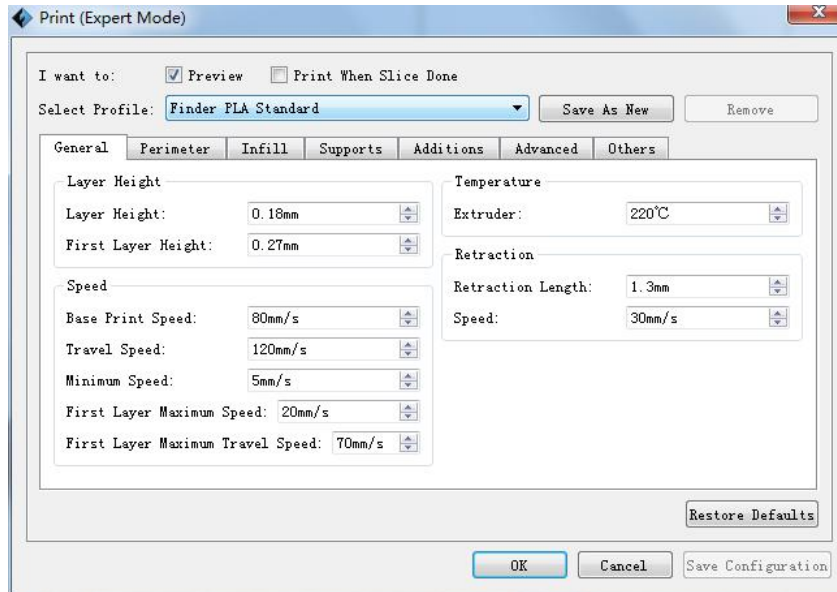 Print (Expert Mode)
I want to: Preview Print When Slice Done
Select Profile: Finder PLA Standard Save As New Remove
General Perimeter Infill Supports Additions Advanced Others
Layer Height
Layer Height: 0.18mm
First Layer Height: 0.27mm
Speed
Base Print Speed: 80mm/s
Travel Speed: 120mm/s
Minimum Speed: 5mm/s
First Layer Maximum Speed: 20mm/s
First Layer Maximum Travel Speed: 70mm/s
Temperature
Extruder: 220℃
Retraction
Retraction Length: 1.3mm
Speed: 30mm/s
Restore Defaults
OK Cancel Save Configuration